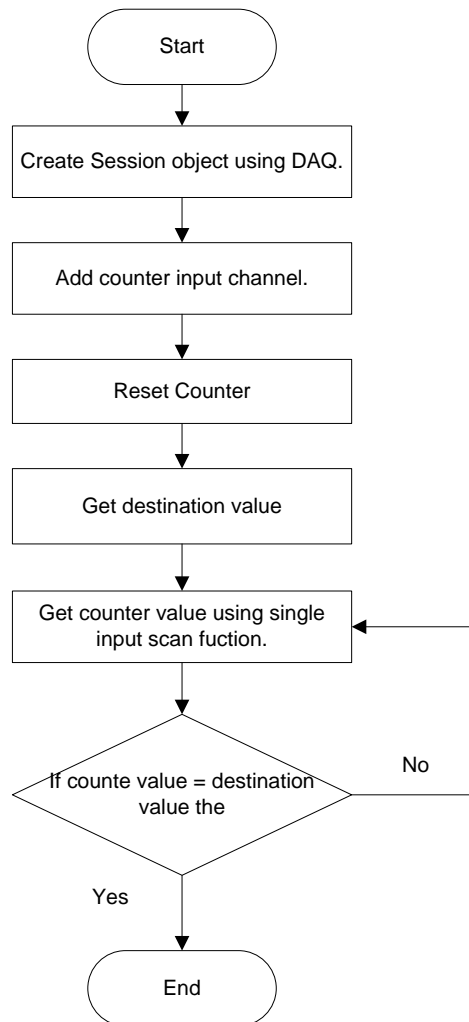 Start
Create Session object using DAQ.
Add counter input channel.
Reset Counter
Get destination value
Get counter value using single
input scan fuction.
If counte value = destination
value the
No
Yes
End